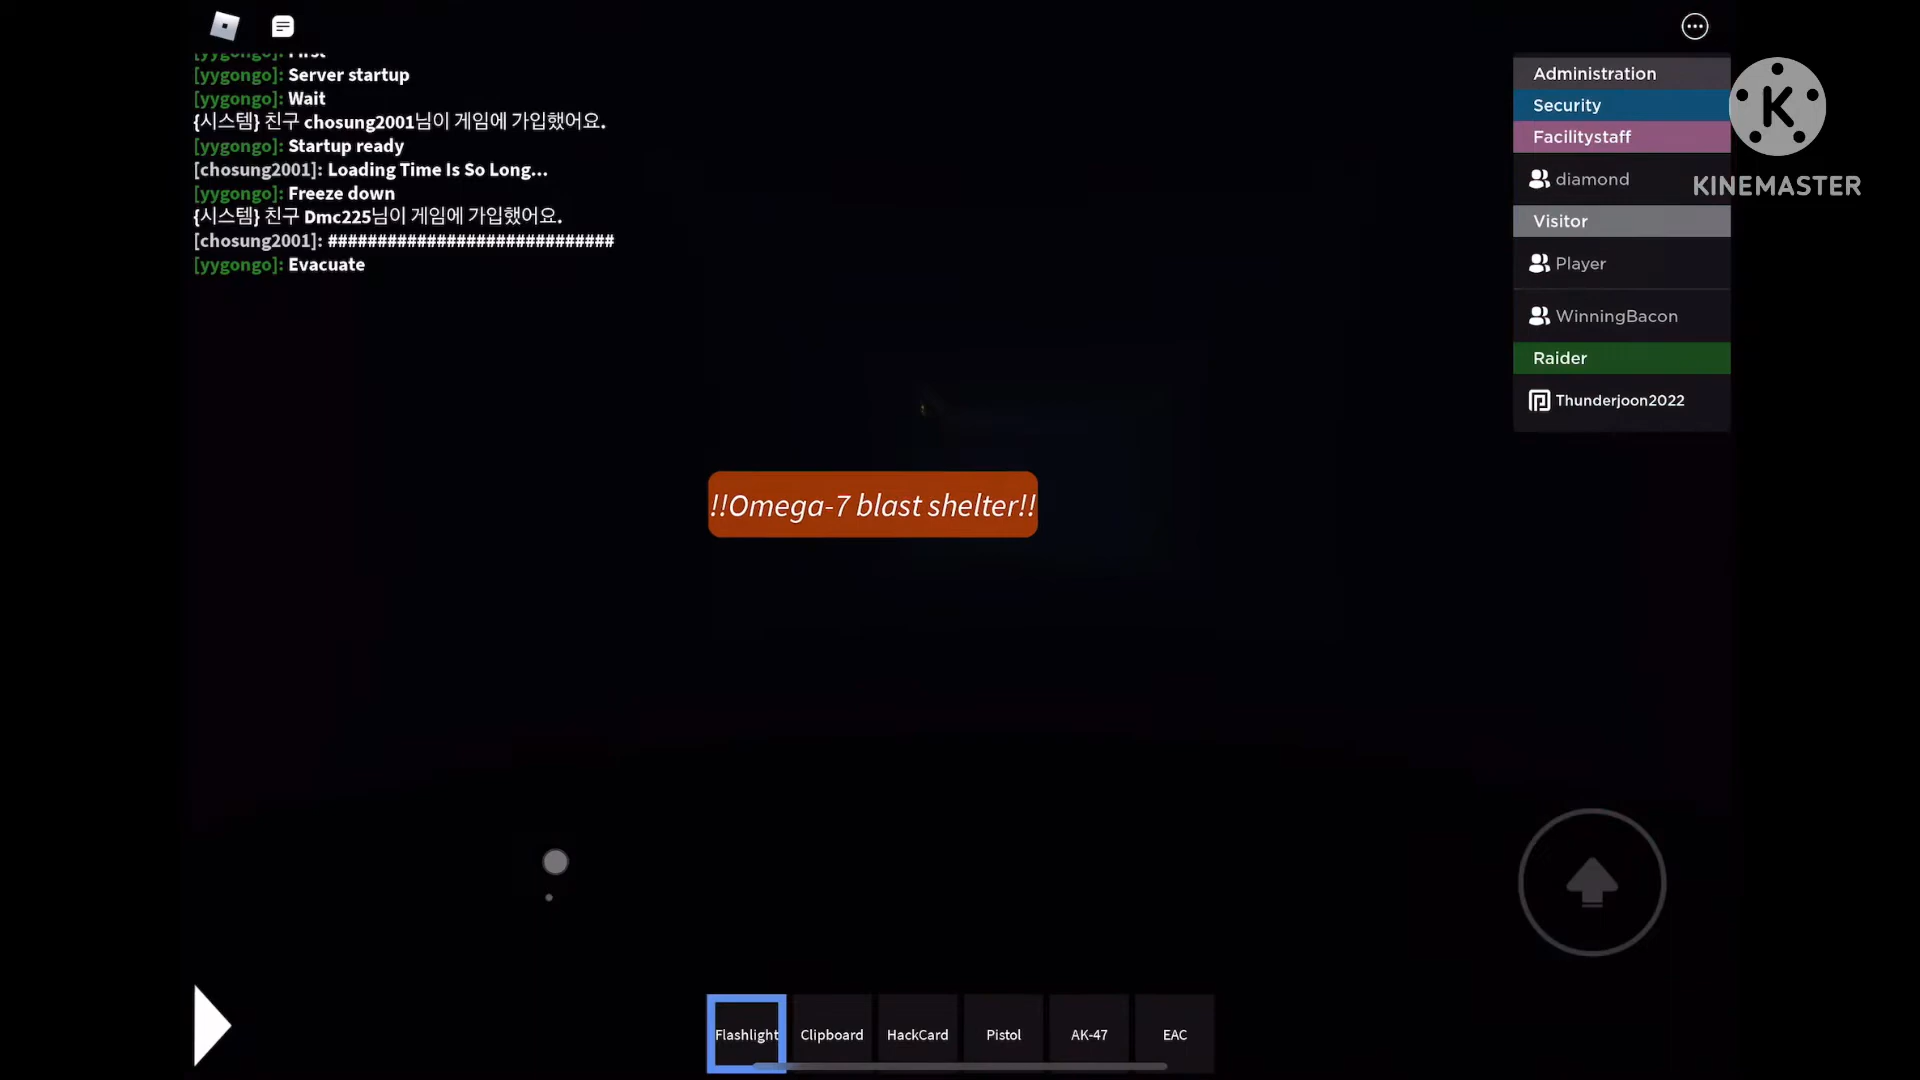 [yygongo]: First
[yygongo]: Server startup
[yygongo]: Wait
{시스템} 친구 chosung2001님이 게임에 가입했어요.
[yygongo]: Startup ready
[chosung2001]: Loading Time Is So Long...
[yygongo]: Freeze down
{시스템} 친구 Dmc225님이 게임에 가입했어요.
[chosung2001]: #############################
[yygongo]: Evacuate
Administration
Security
Facilitystaff
diamond
Visitor
Player
WinningBacon
Raider
Thunderjoon2022
K
KINEMASTER
!!Omega-7 blast shelter!!
Flashlight
Clipboard
HackCard
Pistol
AK-47
EAC